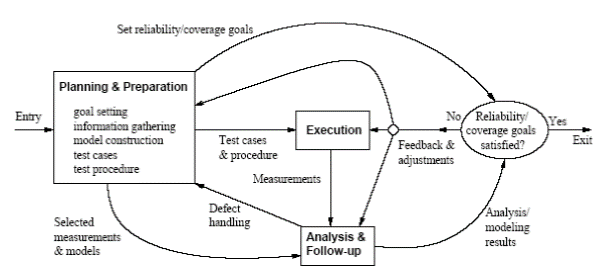 Set reliability/coverage goals
Planning & Preparation
goal setting
information gathering
model construction
test cases
test procedure
Entry
Test cases
& procedure
Execution
No
Reliability/
coverage goals
satisfied?
Yes
Exit
Feedback &
adjustments
Measurements
Defect
handling
Selected
measurements
& models
Analysis &
Follow-up
Analysis/
modeling
results